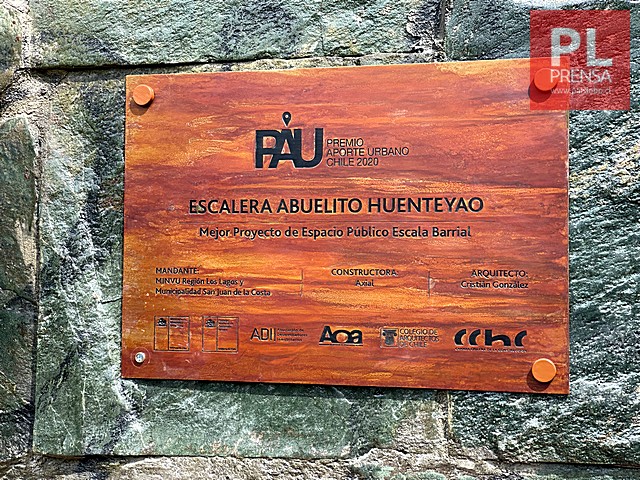 PL
PRENSA
PAU
PREMIO
APORTE URBANO
CHILE 2020
ESCALERA ABUELITO HUENTEYAO
Mejor Proyecto de Espacio Público Escala Barrial
MANDANTE:
MINVU Región Los Lagos y
Municipalidad San Juan de la Costa
CONSTRUCTORA:
Axial
ARQUITECTO:
Cristián González
ADI
AOA
COLEGIO DE
ARQUITECTOS
DE CHILE
cchc